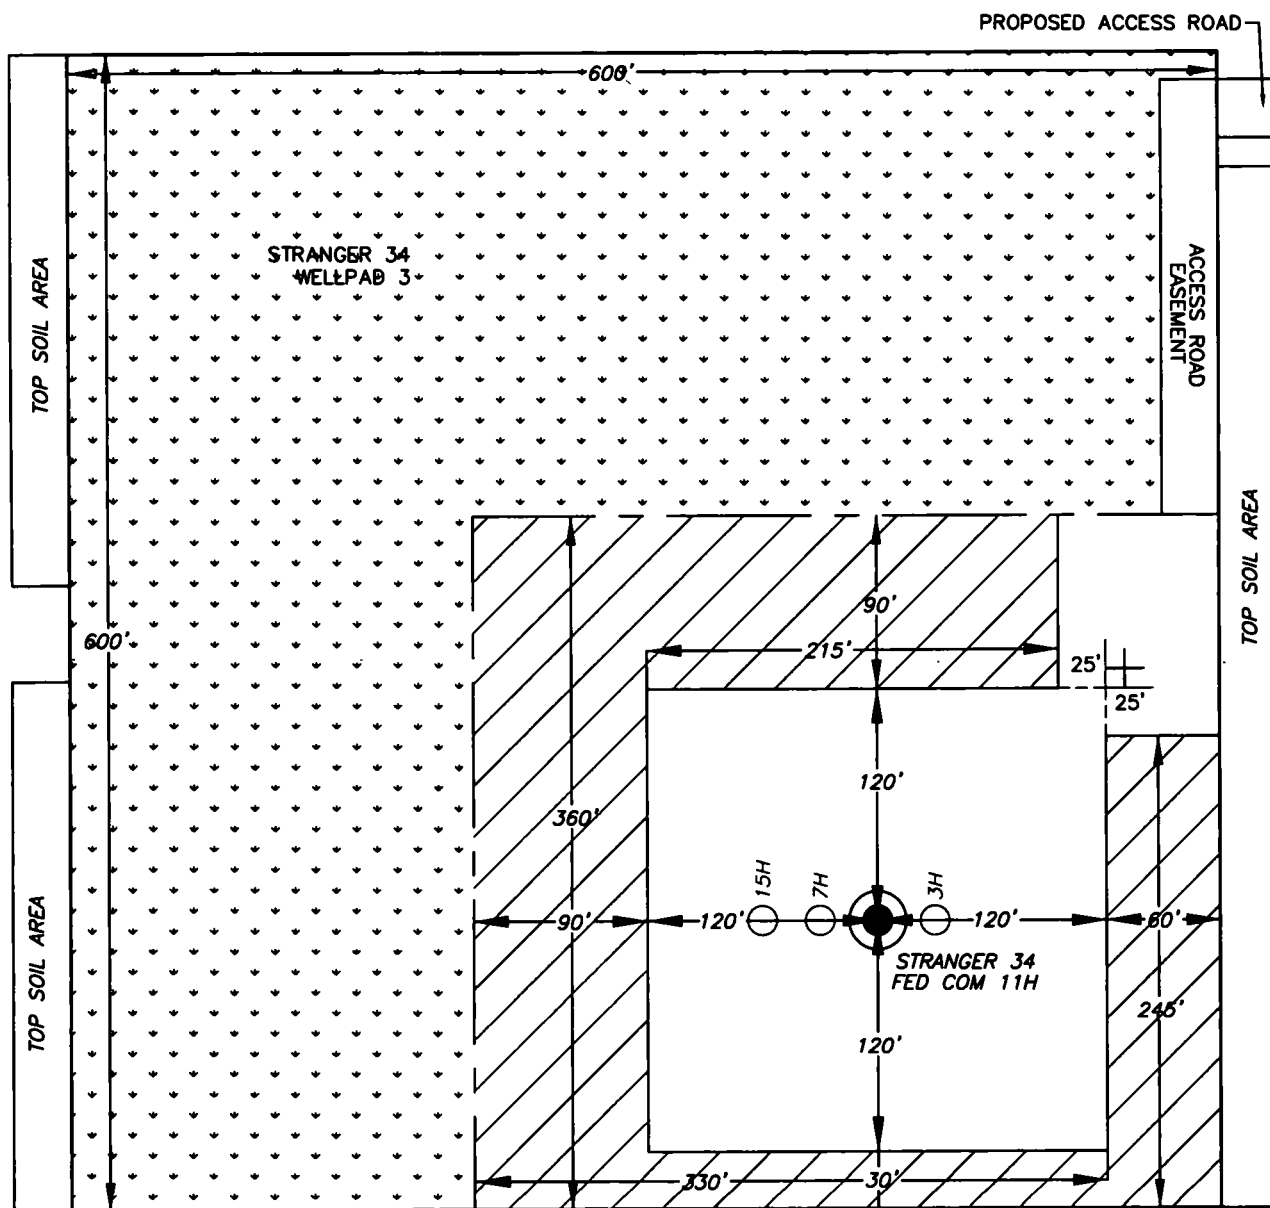 PROPOSED ACCESS ROAD
600'
STRANGER 34
WELLPAD 3
TOP SOIL AREA
ACCESS ROAD
EASEMENT
TOP SOIL AREA
600'
90'
215'
25'
25'
120'
360'
15H
7H
3H
90'
120'
120'
60'
STRANGER 34
FED COM 11H
TOP SOIL AREA
245'
120'
330'
30'